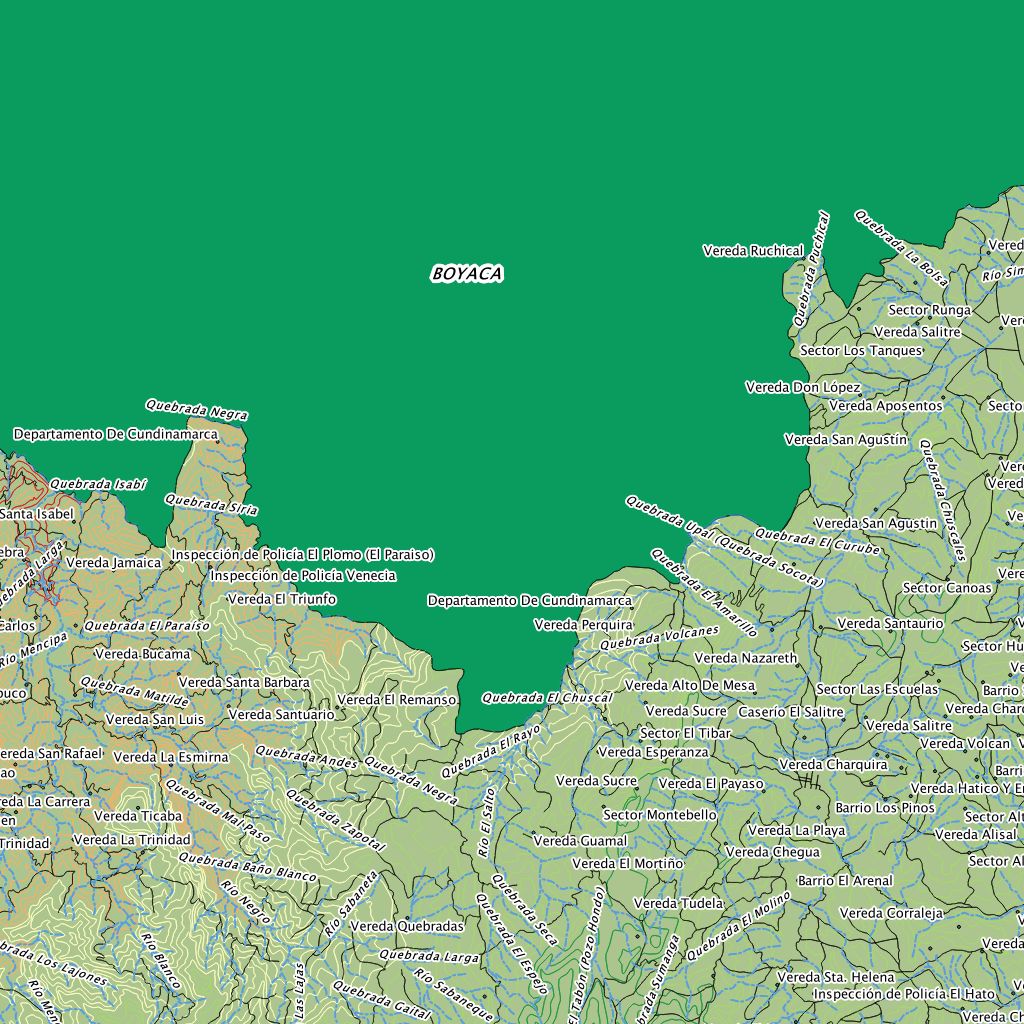 Vereda Ruchical
Quebrada Puchical
Quebrada La Bolsa
BOYACA
Sector Runga
Vereda Salitre
Sector Los Tanques
Vereda Don López
Vereda Aposentos
Quebrada Negra
Departamento De Cundinamarca
Vereda San Agustín
Quebrada Chuscales
Quebrada Isabí
Quebrada Siria
Santa Isabel
Quebrada Upal (Quebrada Socota)
Vereda San Agustin
Quebrada El Curube
Inspección de Policía El Plomo (El Paraiso)
Vereda Jamaica
Inspección de Policía Venecia
Quebrada El Amarillo
Sector Canoas
Vereda El Triunfo
Departamento De Cundinamarca
Quebrada El Paraíso
Vereda Perquira
Vereda Santaurio
Río Mencipa
Quebrada Volcanes
Vereda Bucama
Vereda Nazareth
Vereda Santa Barbara
Vereda Alto De Mesa
Sector Las Escuelas
Quebrada Matilde
Vereda El Remanso
Quebrada El Chuscal
Vereda San Luis
Vereda Santuario
Vereda Sucre
Caserío El Salitre
Vereda Salitre
Sector El Tibar
Vereda Volcan
Quebrada El Rayo
Vereda Esperanza
Vereda La Esmirna
Quebrada Andes
Quebrada Negra
Vereda Charquira
Vereda Sucre
Vereda El Payaso
Quebrada Mal Paso
Quebrada Zapotal
Río El Salto
Barrio Los Pinos
Vereda Ticaba
Sector Montebello
Vereda La Playa
Vereda Alisal
Vereda La Trinidad
Vereda Guamal
Vereda Chegua
Vereda El Mortiño
Quebrada Baño Blanco
Barrio El Arenal
Río Negro
Río Sabaneta
Quebrada Seca
Vereda Tudela
Quebrada El Molino
Vereda Corraleja
Vereda Quebradas
Quebrada El Espejo
El Tablón (Pozo Hondo)
Río Blanco
Quebrada Larga
Río Sabaneque
Vereda Sta. Helena
Quebrada Gaital
Inspección de Policía El Hato